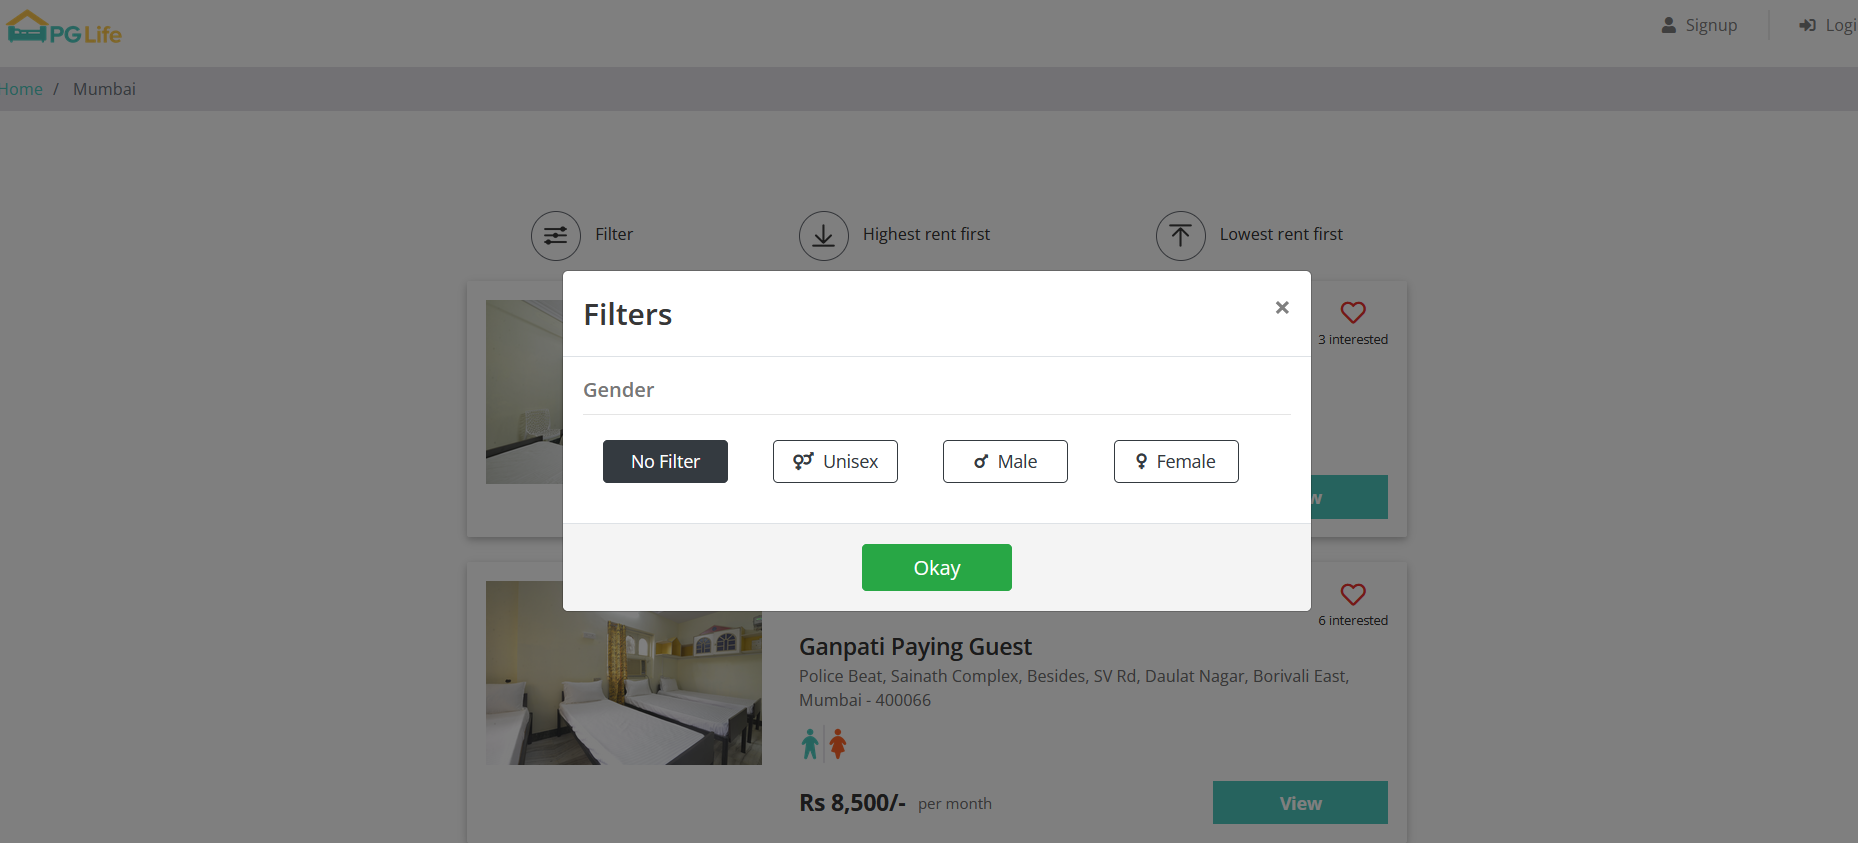 PG Life
Signup
Logi
Home / Mumbai
Filter
Highest rent first
Lowest rent first
Filters
×
3 interested
Gender
No Filter
Unisex
Male
Female
w
Okay
6 interested
Ganpati Paying Guest
Police Beat, Sainath Complex, Besides, SV Rd, Daulat Nagar, Borivali East,
Mumbai - 400066
Rs 8,500/- per month
View